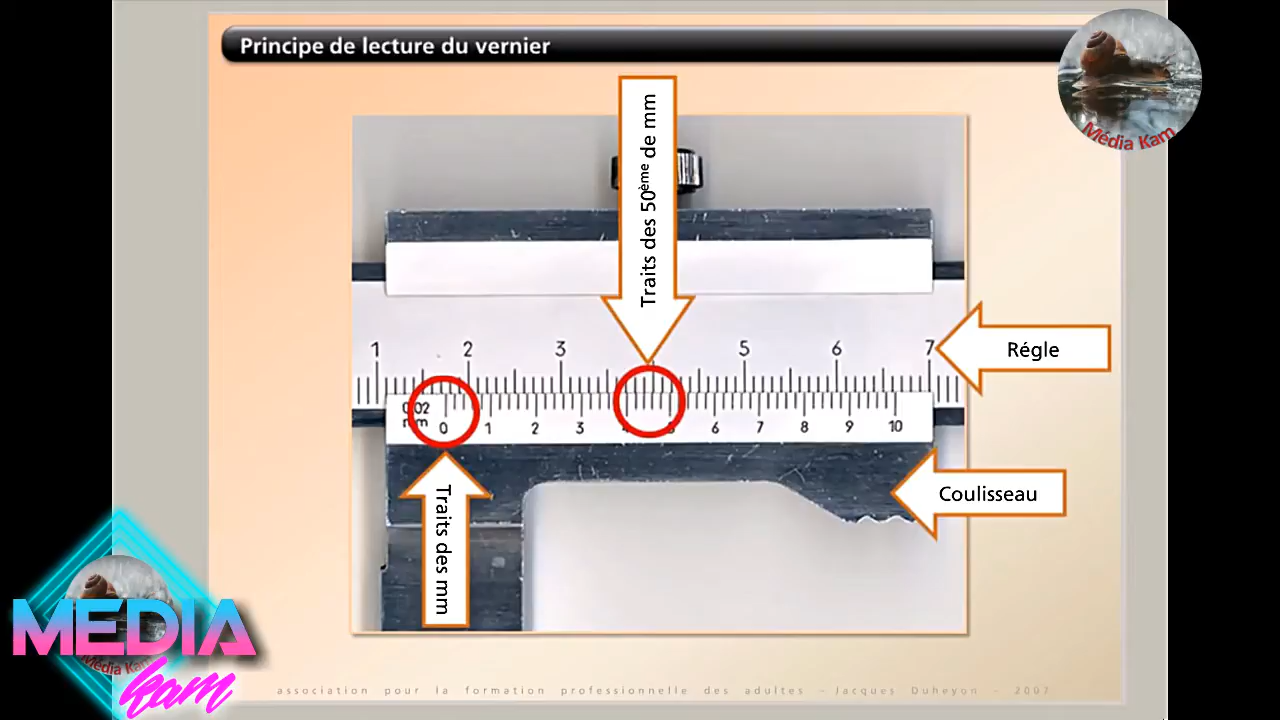 Principe de lecture du vernier
Média Kam
Traits des 50ème de mm
1 2 3 5 6 7
Régle
0.02
mm
0 1 2 3 4 5 6 7 8 9 10
Traits des mm
Coulisseau
MEDIA
kam
Média Kam
association pour la formation professionnelle des adultes - Jacques Duheyon - 2007